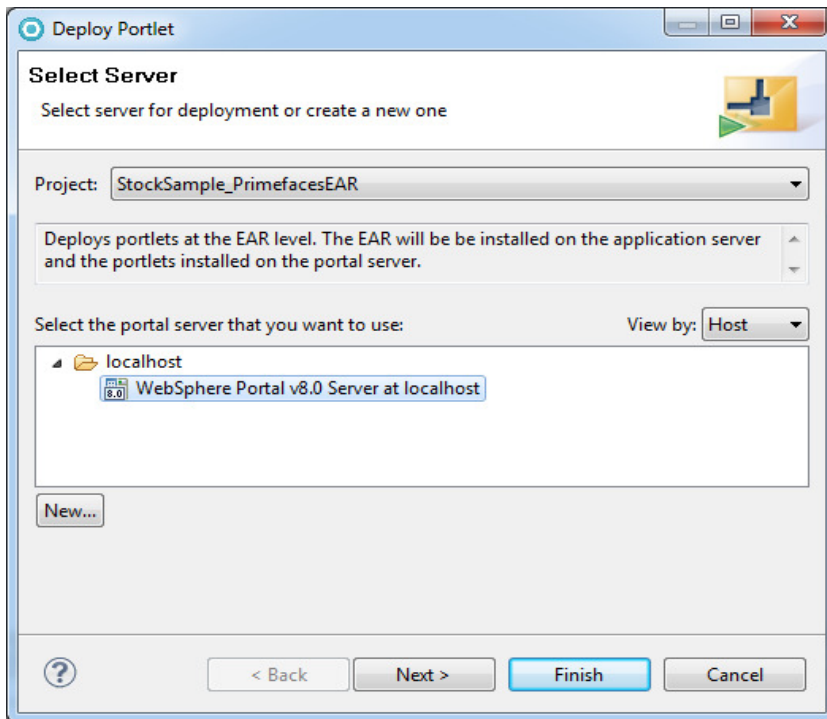 Deploy Portlet
Select Server
Select server for deployment or create a new one
Project: StockSample_PrimefacesEAR
Deploys portlets at the EAR level. The EAR will be be installed on the application server
and the portlets installed on the portal server.
Select the portal server that you want to use: View by: Host
localhost
8.0 WebSphere Portal v8.0 Server at localhost
New...
? < Back Next > Finish Cancel